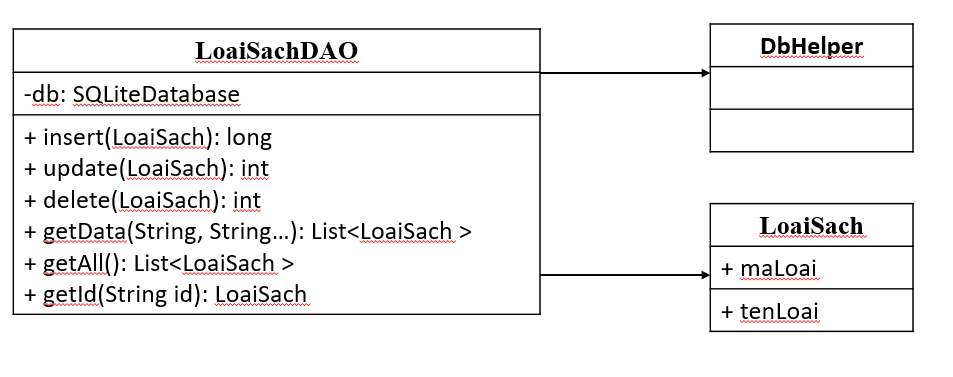 LoaiSachDAO
-db: SQLiteDatabase
+ insert(LoaiSach): long
+ update(LoaiSach): int
+ delete(LoaiSach): int
+ getData(String, String...): List<LoaiSach >
+ getAll(): List<LoaiSach >
+ getId(String id): LoaiSach
DbHelper
LoaiSach
+ maLoai
+ tenLoai